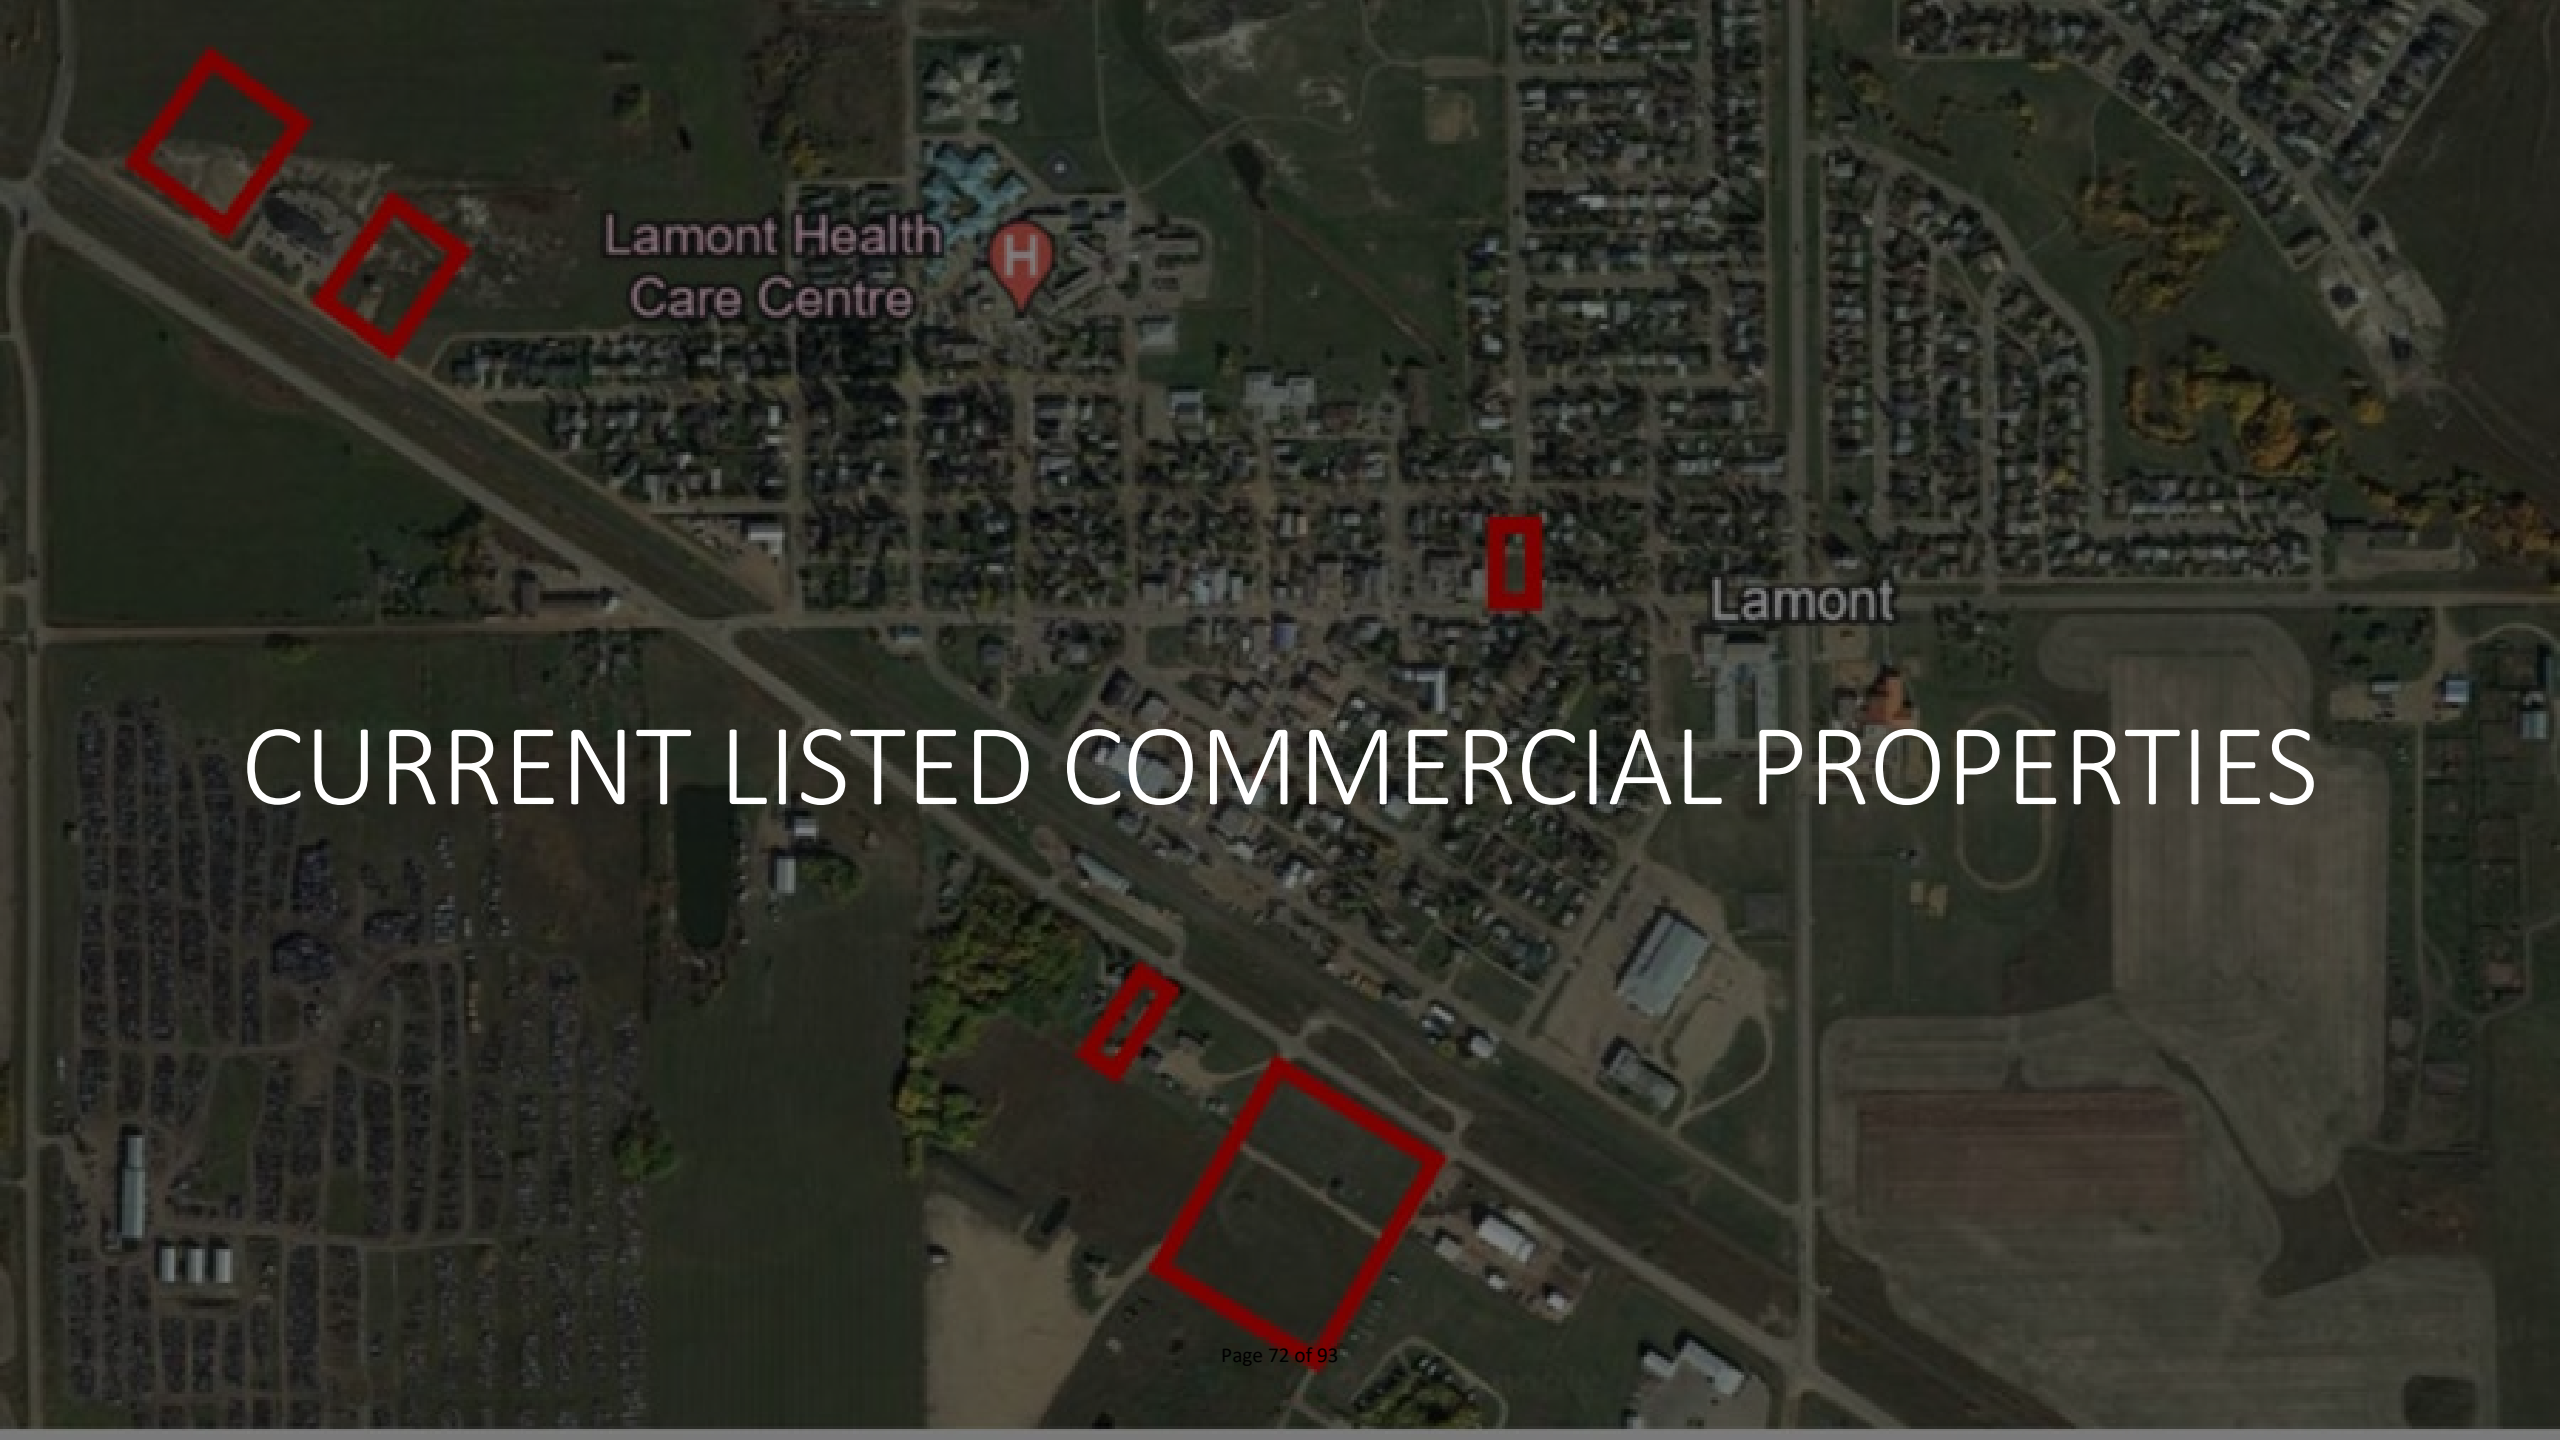 Lamont Health
Care Centre
H
Lamont
CURRENT LISTED COMMERCIAL PROPERTIES
Page 72 of 93